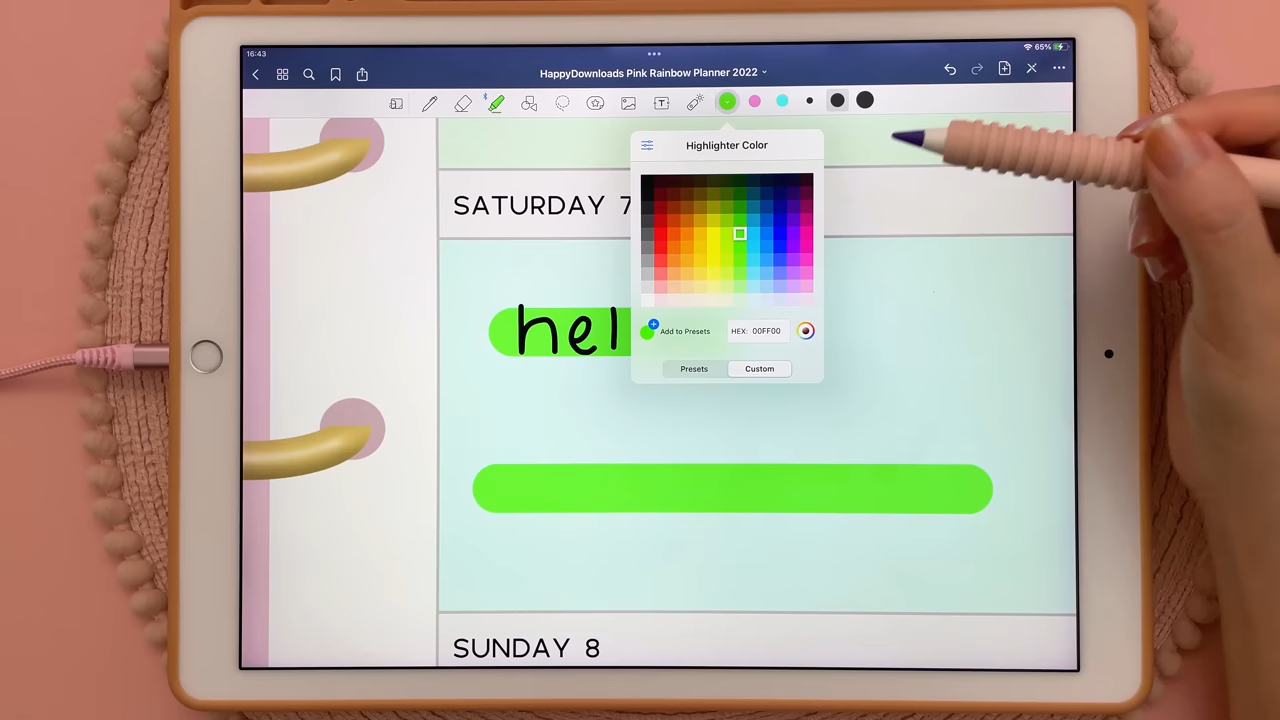 16:43
65%
HappyDownloads Pink Rainbow Planner 2022
Highlighter Color
SATURDAY 7
hel
Add to Presets
HEX: 00FF00
Presets
Custom
SUNDAY 8